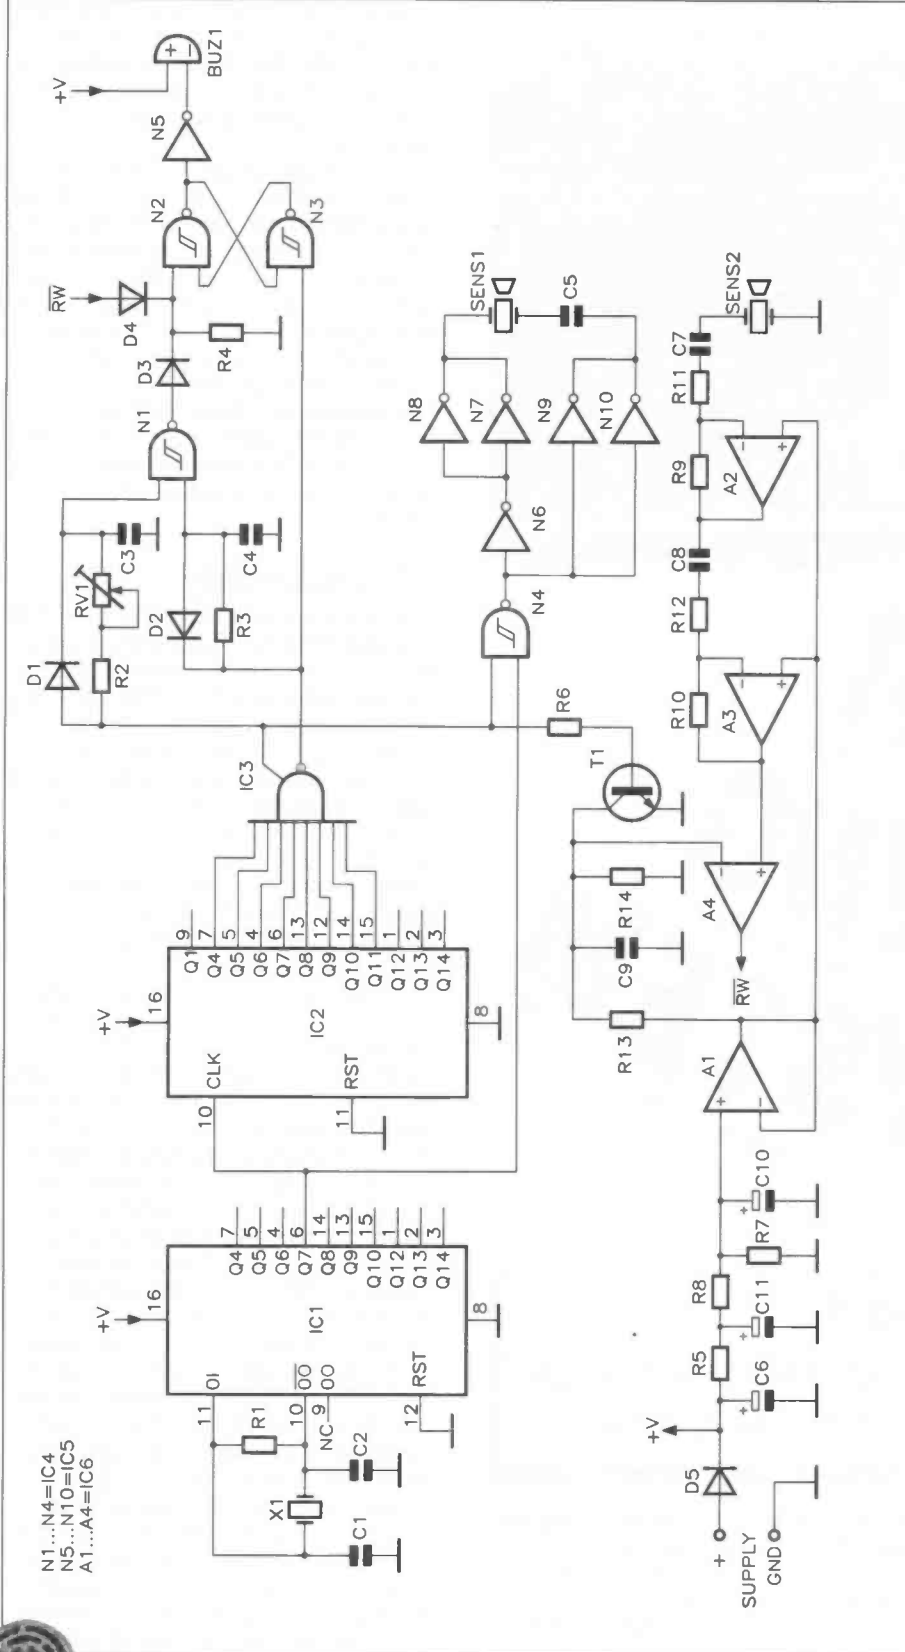 N1...N4=IC4
N5...N10=IC5
A1...A4=IC6
+V
16
11
OI
R1
10
OO
9
OO
NC
X1
C1
C2
12
RST
IC1
8
Q4 7
Q5 5
Q6 4
Q7 6
Q8 14
Q9 13
Q10 15
Q12 1
Q13 2
Q14 3
+V
16
10
CLK
11
RST
IC2
8
Q1 9
Q4 7
Q5 5
Q6 4
Q7 6
Q8 13
Q9 12
Q10 14
Q11 15
Q12 1
Q13 2
Q14 3
IC3
D1
R2
RV1
C3
D2
R3
C4
N1
D3
D4
RW
R4
N2
N3
N5
+V
+
−
BUZ1
N4
N6
N8
N7
N9
N10
SENS1
C5
R6
T1
SUPPLY
+
GND
D5
+V
+
C6
R5
+
C11
R8
R7
+
C10
A1
+
−
R13
C9
R14
RW
A4
−
+
A3
−
+
R10
R12
C8
A2
−
+
R9
R11
C7
SENS2